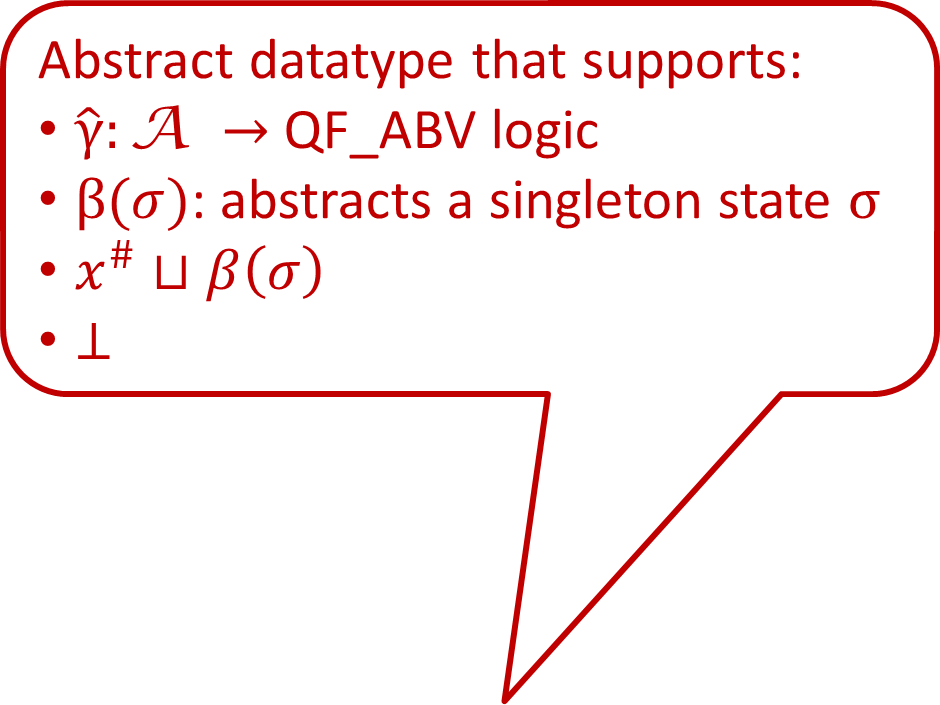 Abstract datatype that supports:
• γ̂: 𝒜 → QF_ABV logic
• β(𝜎): abstracts a singleton state σ
• 𝑥# ⊔ 𝛽(𝜎)
• ⊥